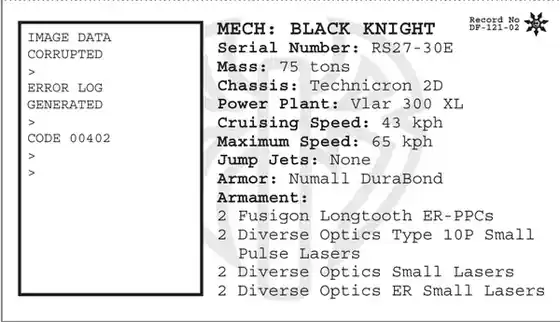 IMAGE DATA
CORRUPTED
>
ERROR LOG
GENERATED
>
CODE 00402
>
>
MECH: BLACK KNIGHT
Record No
DF-121-02
Serial Number: RS27-30E
Mass: 75 tons
Chassis: Technicron 2D
Power Plant: Vlar 300 XL
Cruising Speed: 43 kph
Maximum Speed: 65 kph
Jump Jets: None
Armor: Numall DuraBond
Armament:
2 Fusigon Longtooth ER-PPCs
2 Diverse Optics Type 10P Small
Pulse Lasers
2 Diverse Optics Small Lasers
2 Diverse Optics ER Small Lasers